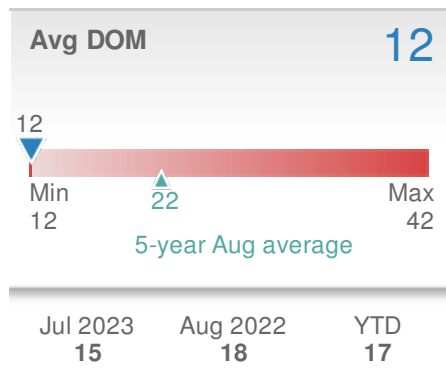 Avg DOM 12
12
Min Max
12 22 42
5-year Aug average
Jul 2023 Aug 2022 YTD
15 18 17